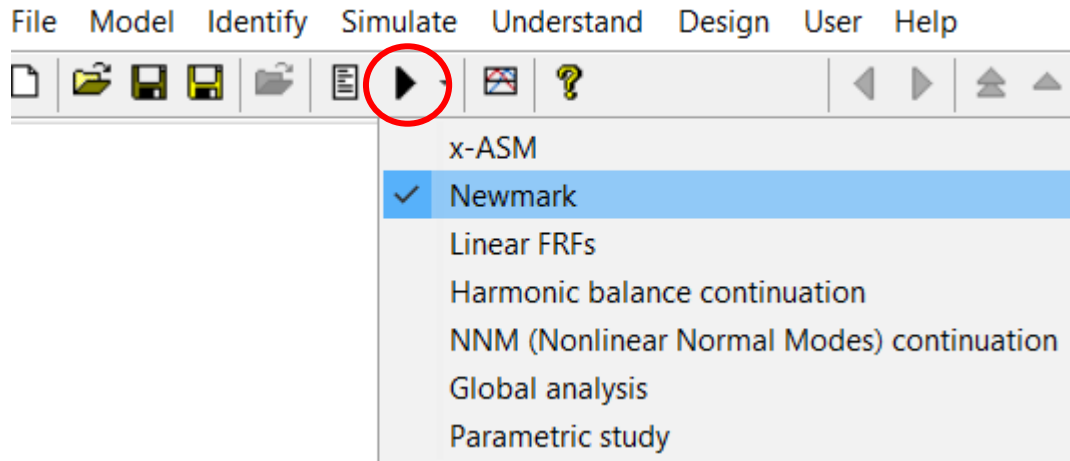 File Model Identify Simulate Understand Design User Help
x-ASM
Newmark
Linear FRFs
Harmonic balance continuation
NNM (Nonlinear Normal Modes) continuation
Global analysis
Parametric study